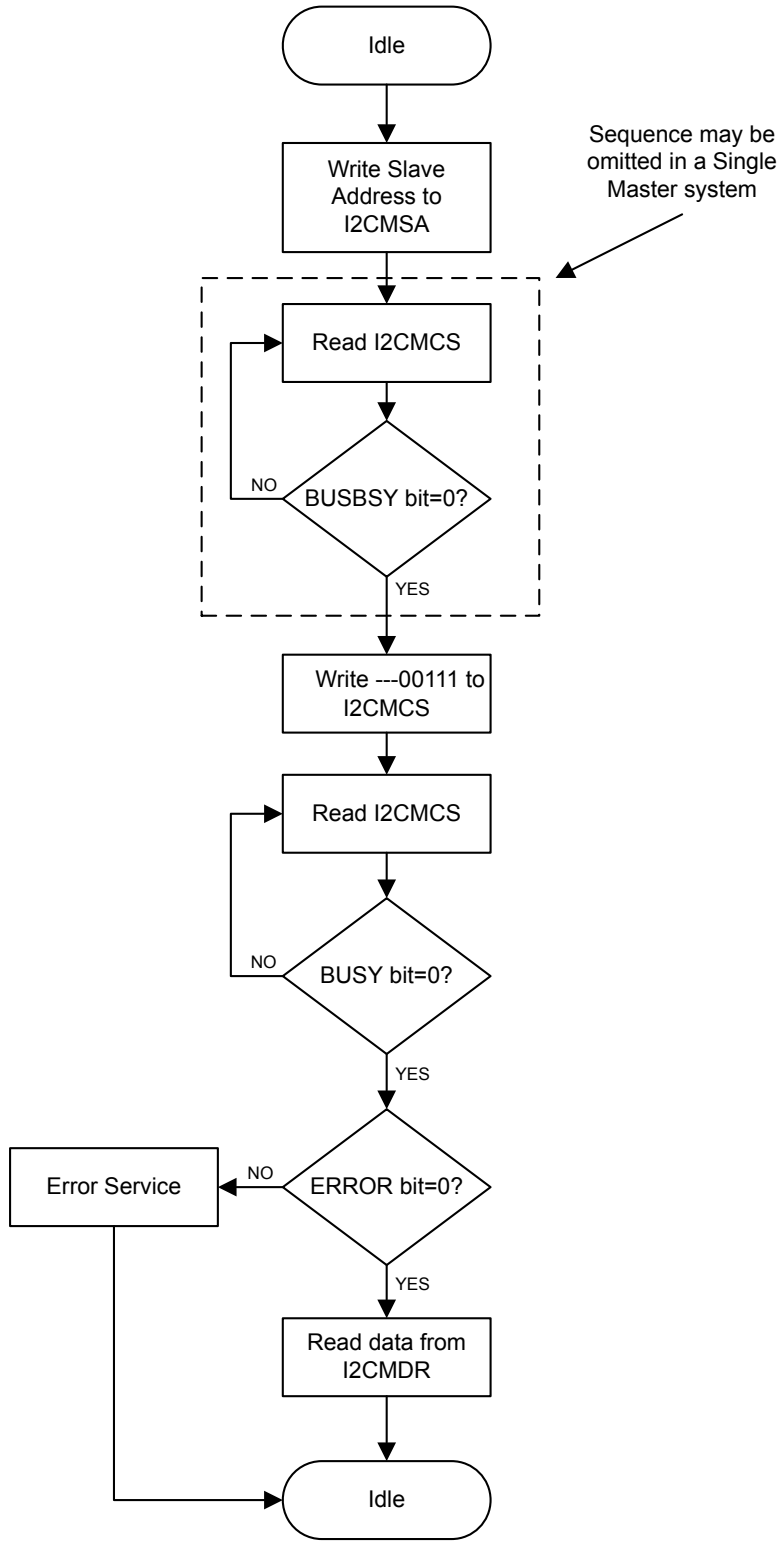 Idle
Sequence may be
omitted in a Single
Master system
Write Slave
Address to
I2CMSA
Read I2CMCS
NO
BUSBSY bit=0?
YES
Write ---00111 to
I2CMCS
Read I2CMCS
NO
BUSY bit=0?
YES
Error Service
NO
ERROR bit=0?
YES
Read data from
I2CMDR
Idle